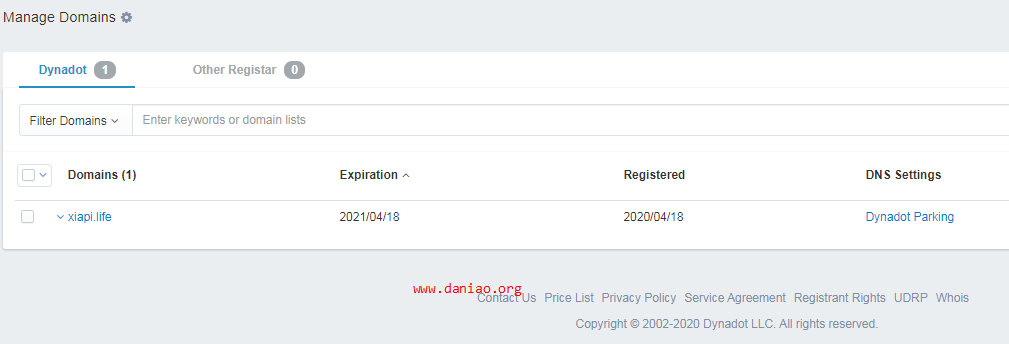 Manage Domains
Dynadot 1 Other Registar 0
Filter Domains Enter keywords or domain lists
Domains (1) Expiration Registered DNS Settings
xiapi.life 2021/04/18 2020/04/18 Dynadot Parking
www.daniao.org
Contact Us Price List Privacy Policy Service Agreement Registrant Rights UDRP Whois
Copyright © 2002-2020 Dynadot LLC. All rights reserved.